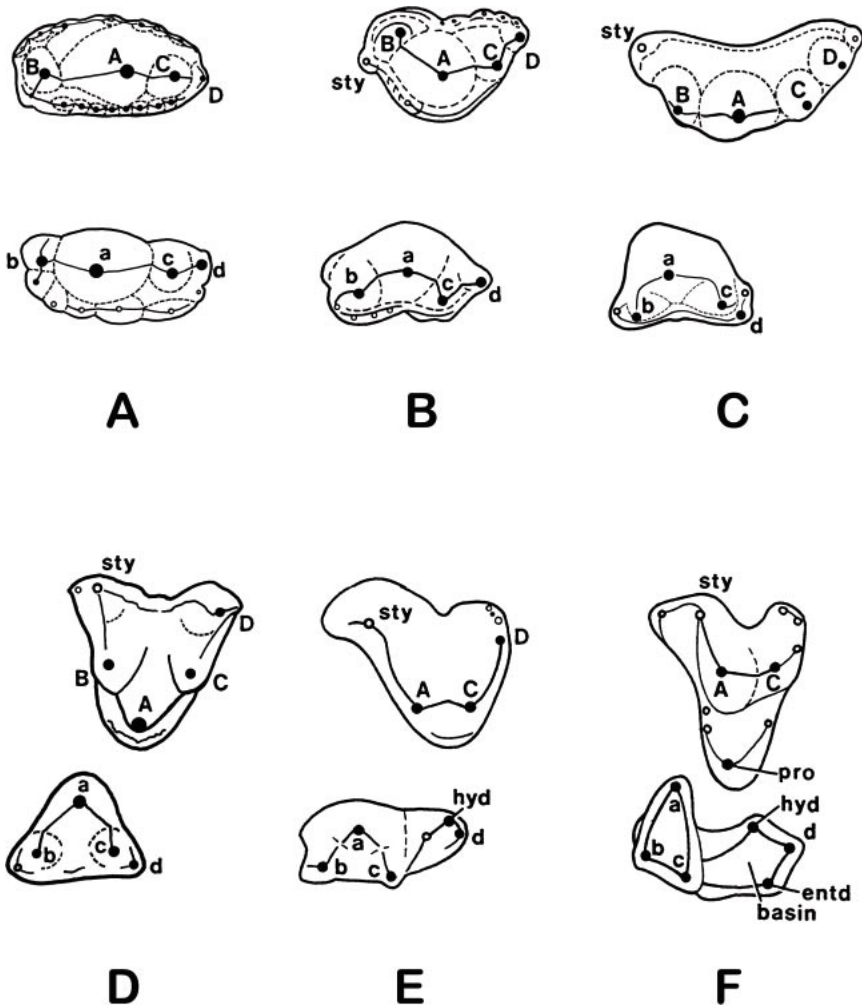 B A C D
B A C D sty
sty B A C D
b a c d
b a c d
a b c d
A B C
sty B A C D
sty A C D
sty A C pro
a b c d
hyd a b c d
a b c hyd d entd basin
D E F